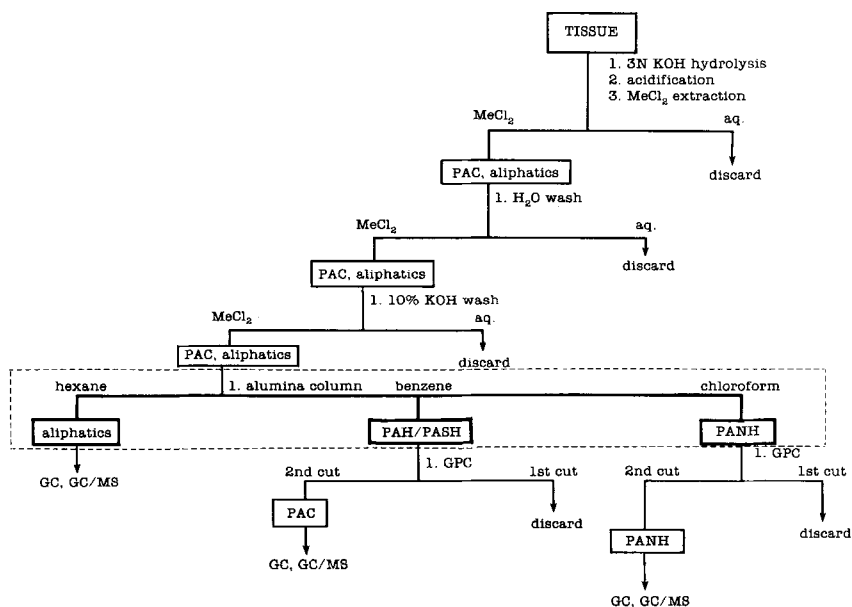 TISSUE
1. 3N KOH hydrolysis
2. acidification
3. MeCl₂ extraction
MeCl₂
aq.
PAC, aliphatics
discard
1. H₂O wash
MeCl₂
aq.
PAC, aliphatics
discard
1. 10% KOH wash
MeCl₂
aq.
PAC, aliphatics
discard
hexane
1. alumina column
benzene
chloroform
aliphatics
PAH/PASH
PANH
GC, GC/MS
1. GPC
1. GPC
2nd cut
1st cut
2nd cut
1st cut
PAC
discard
discard
PANH
GC, GC/MS
GC, GC/MS